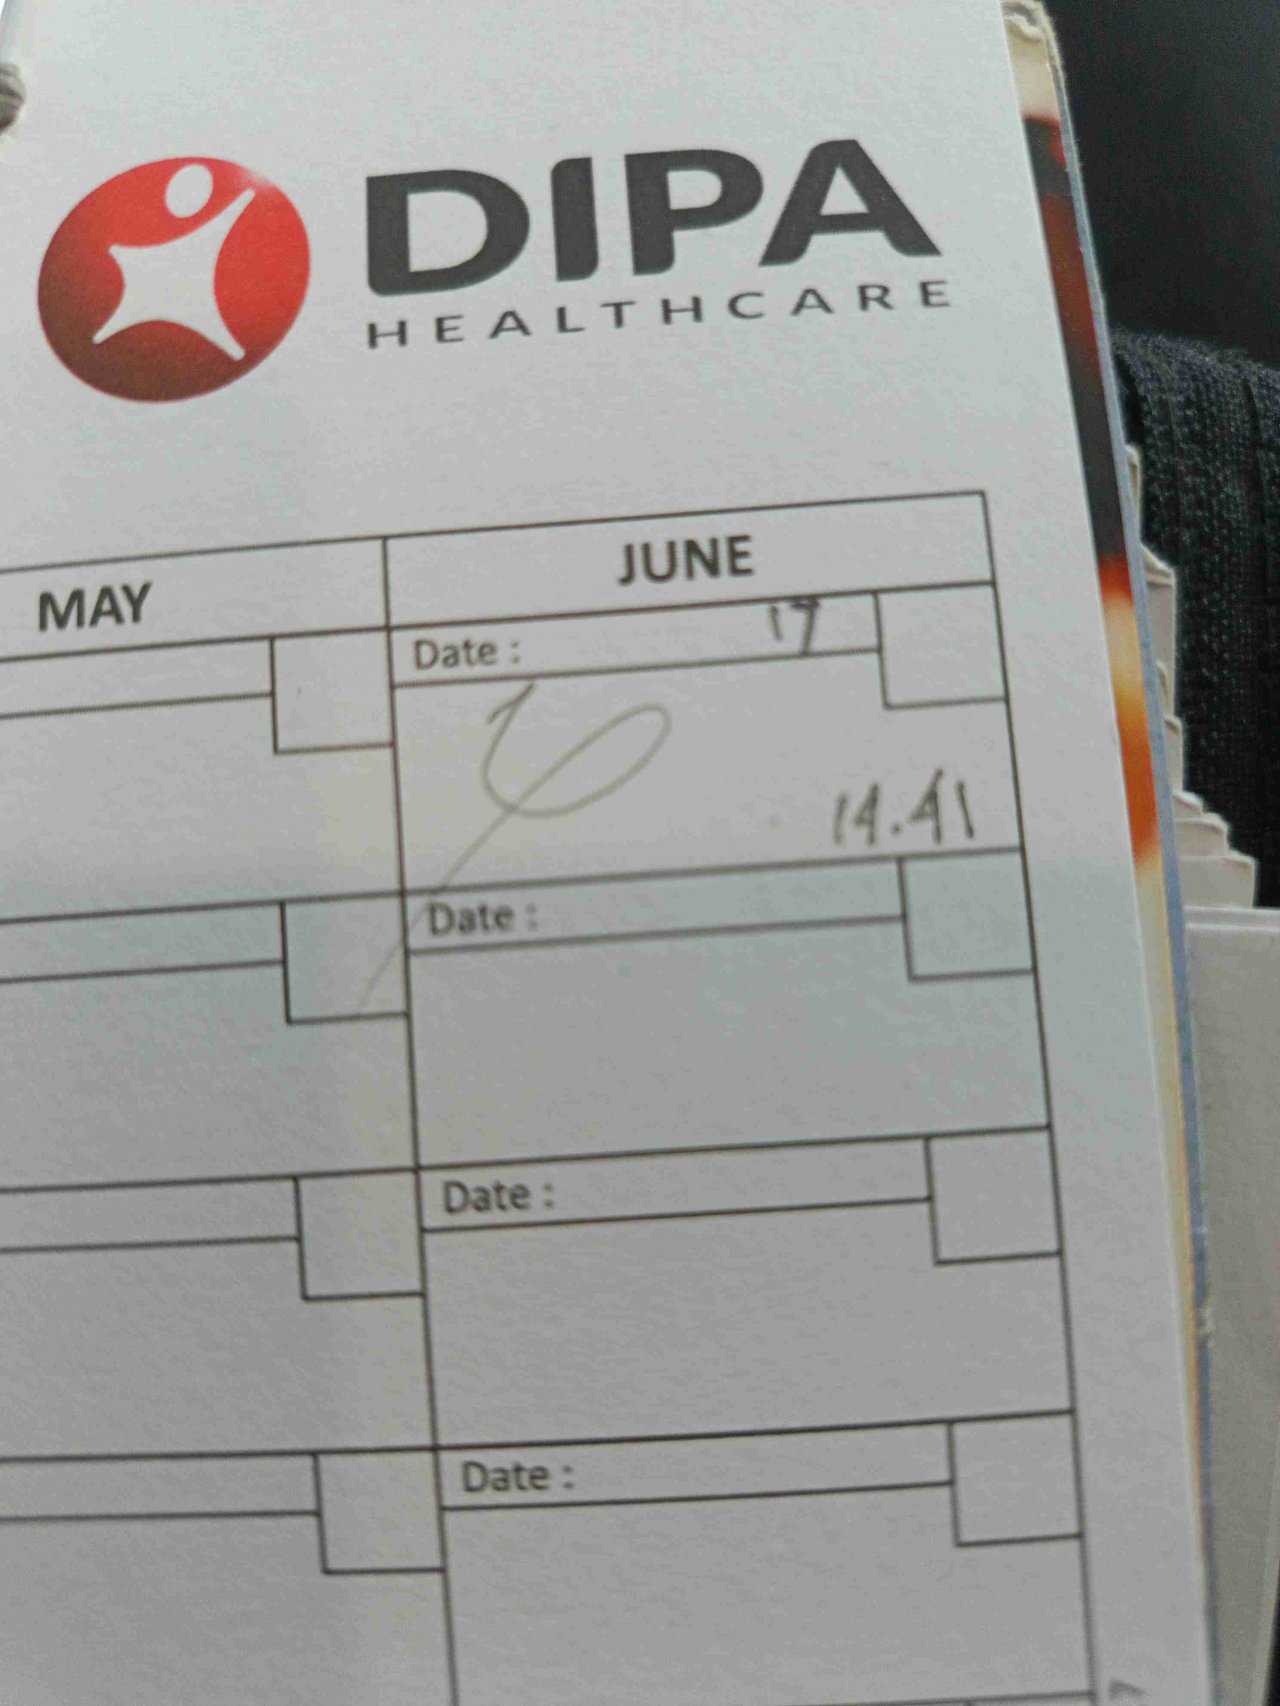 DIPA
HEALTHCARE
MAY
JUNE
Date : 17
14.41
Date :
Date :
Date :